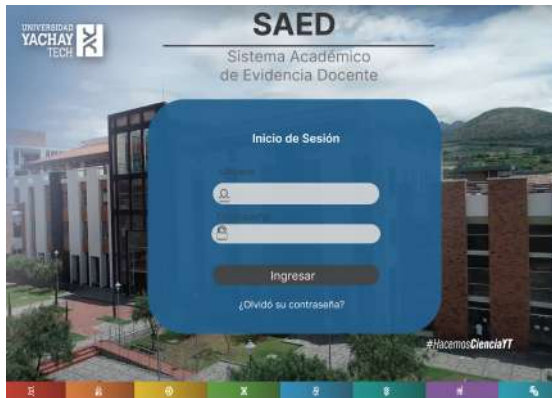 UNIVERSIDAD
YACHAY
TECH
SAED
Sistema Académico
de Evidencia Docente
Inicio de Sesión
Ingresar
¿Olvidó su contraseña?
#HacemosCienciaYT